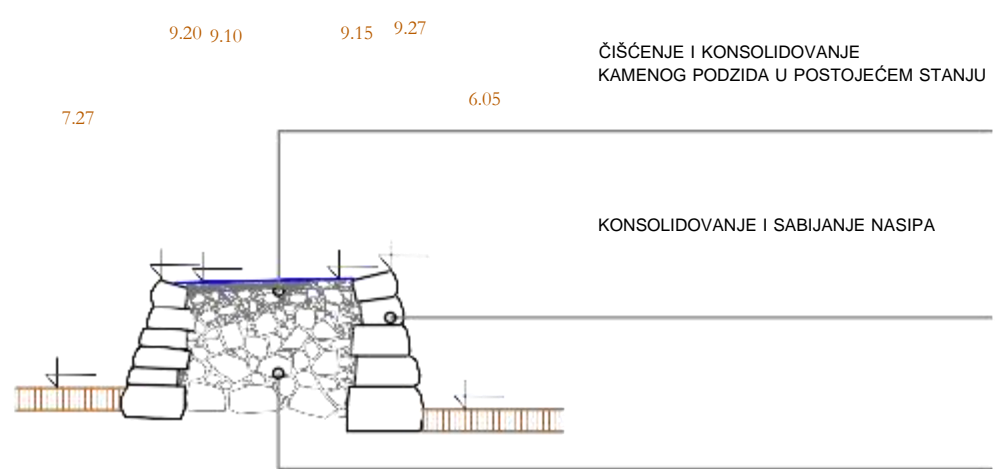 9.20 9.10 9.15 9.27
ČIŠĆENJE I KONSOLIDOVANJE
KAMENOG PODZIDA U POSTOJEĆEM STANJU
6.05
7.27
KONSOLIDOVANJE I SABIJANJE NASIPA